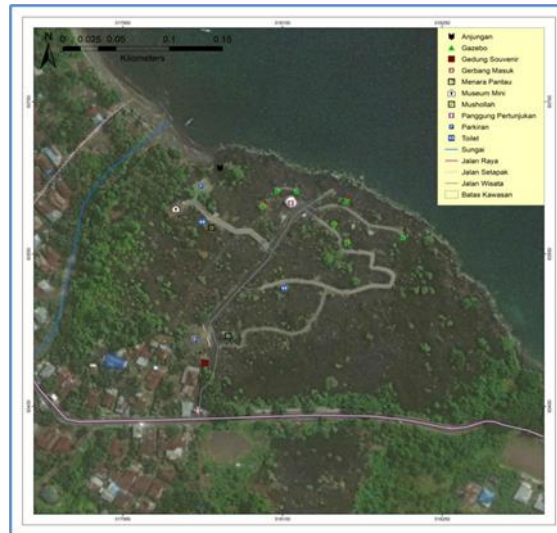 N
0 0.025 0.05 0.1 0.15
Kilometers
Anjungan
Gazebo
Gedung Souvenir
Gerbang Masuk
Menara Pantau
Museum Mini
Mushollah
Panggung Pertunjukan
Parkiran
Toilet
Sungai
Jalan Raya
Jalan Setapak
Jalan Wisata
Batas Kawasan